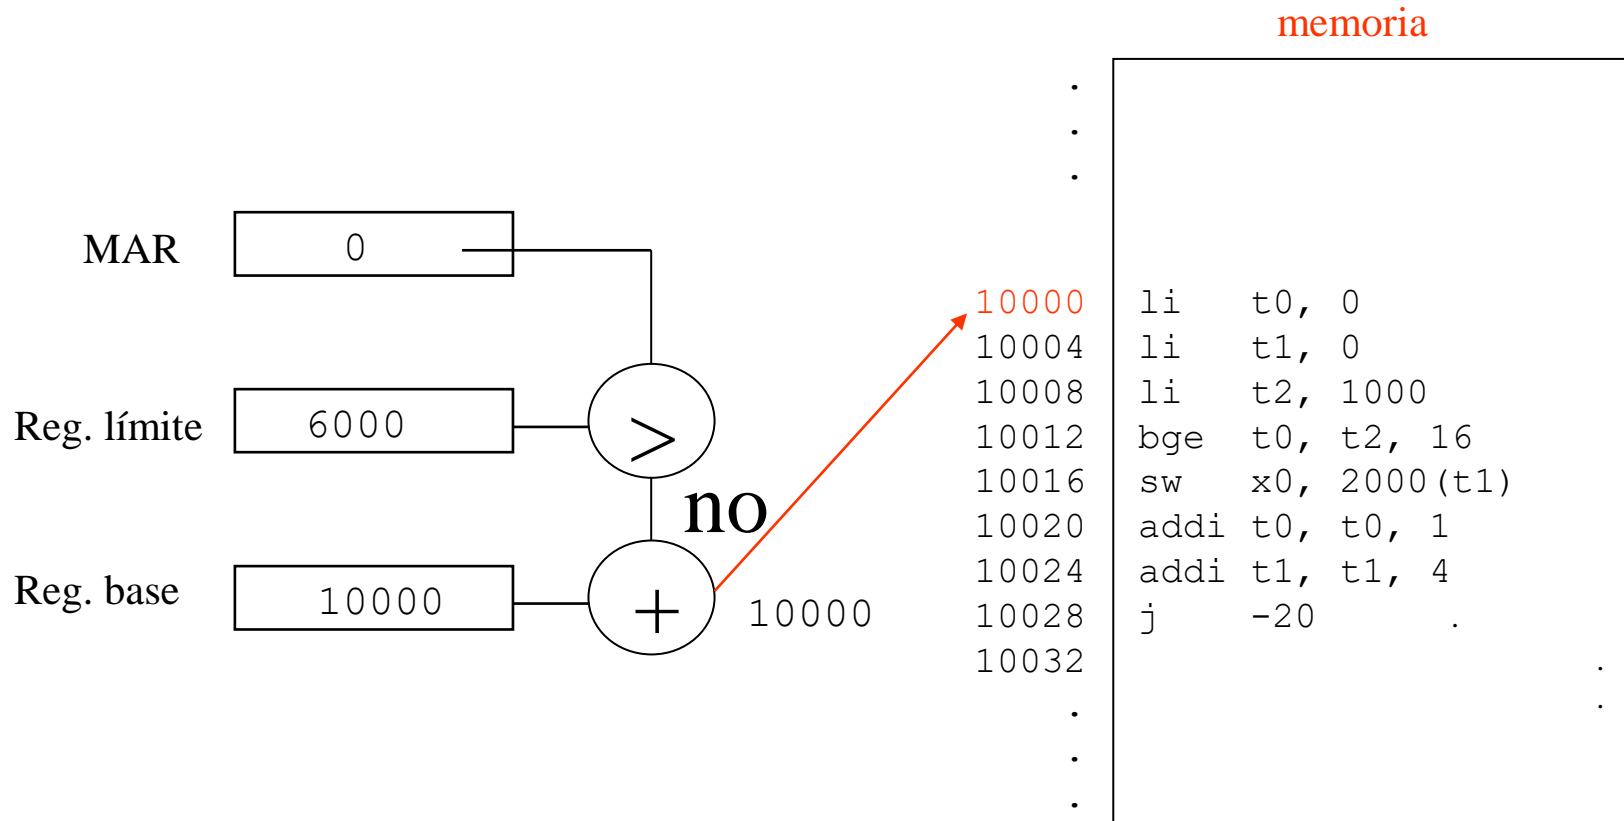 memoria
.
.
.
MAR 0
Reg. límite 6000
>
no
Reg. base 10000
+
10000
10000 li t0, 0
10004 li t1, 0
10008 li t2, 1000
10012 bge t0, t2, 16
10016 sw x0, 2000(t1)
10020 addi t0, t0, 1
10024 addi t1, t1, 4
10028 j -20 .
10032 .
. .
.
.